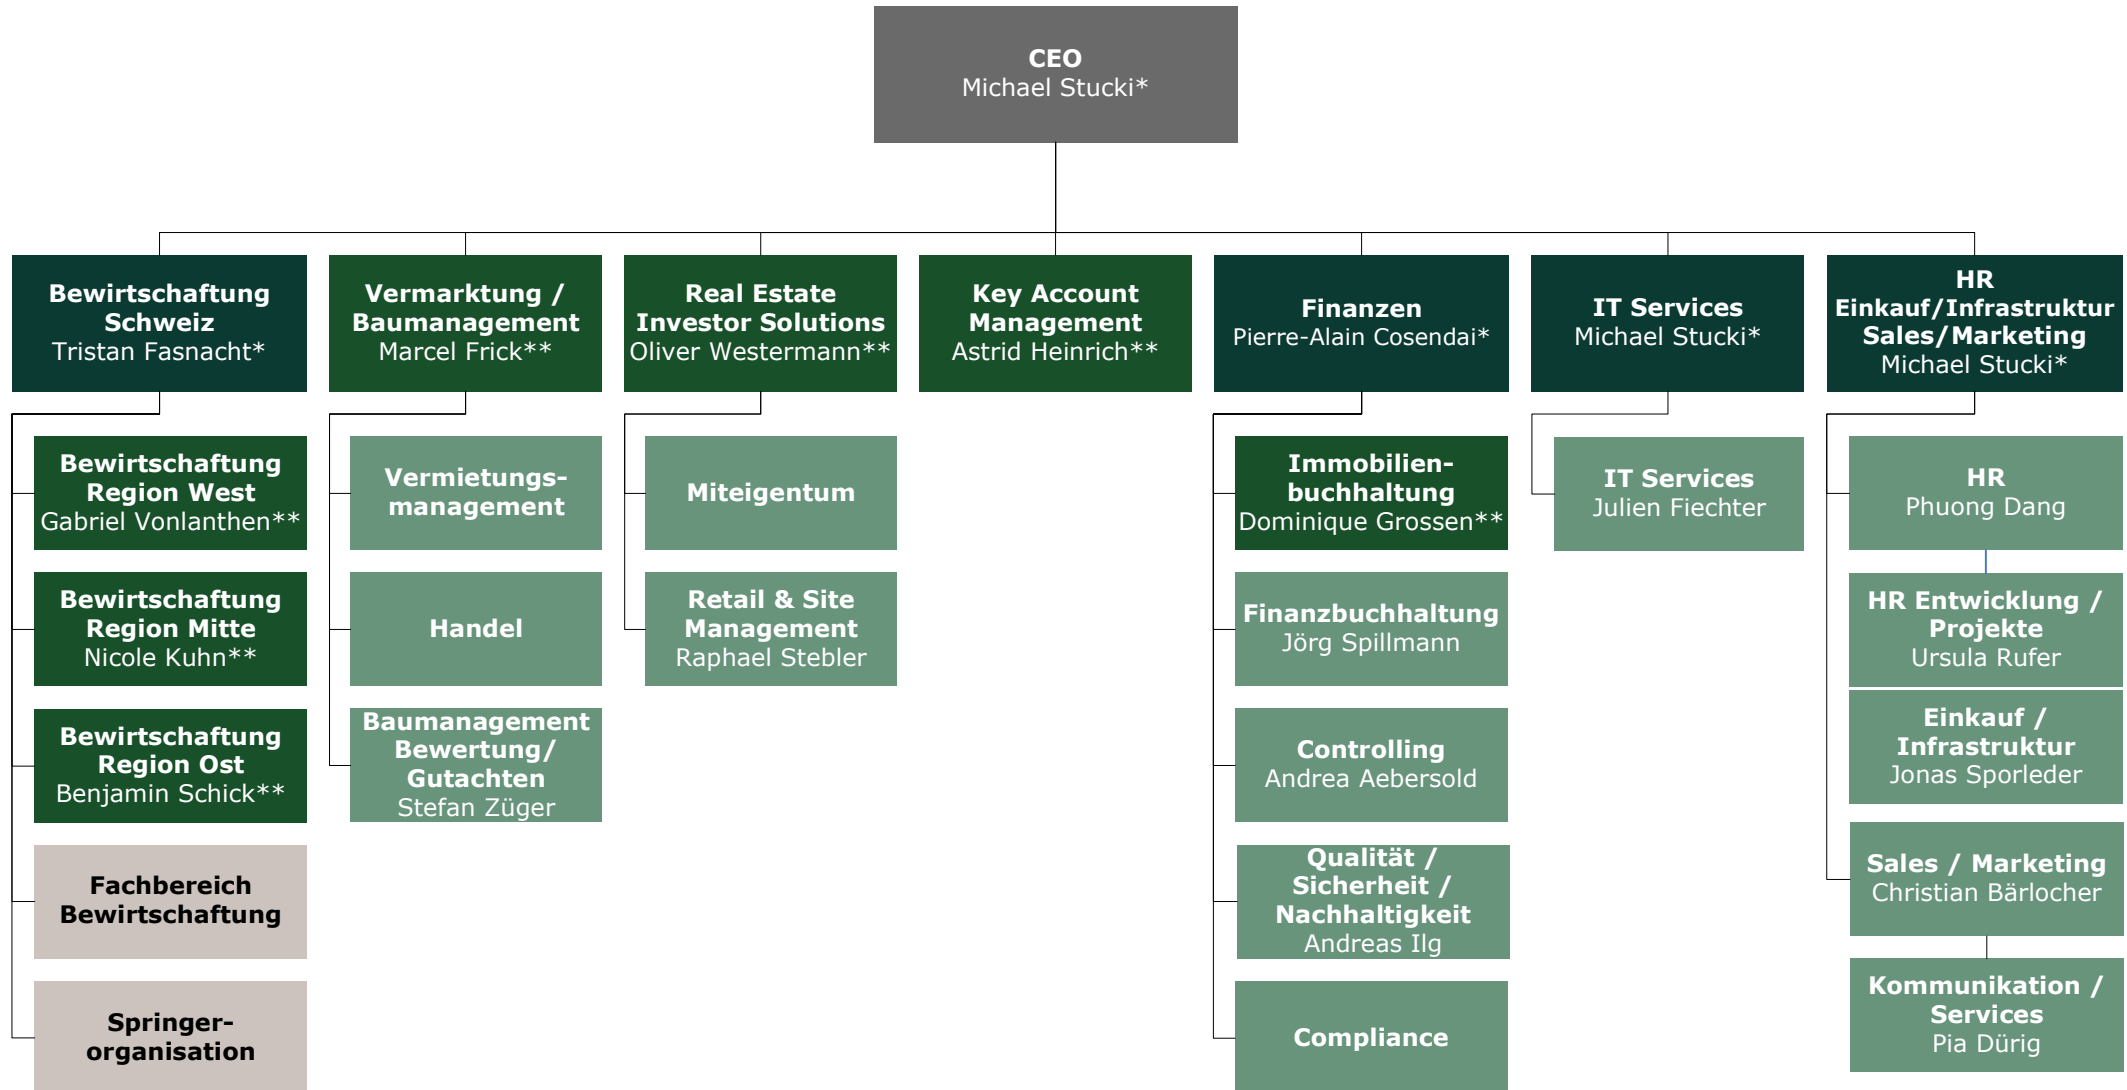 CEO
Michael Stucki*
Bewirtschaftung
Schweiz
Tristan Fasnacht*
Vermarktung /
Baumanagement
Marcel Frick**
Real Estate
Investor Solutions
Oliver Westermann**
Key Account
Management
Astrid Heinrich**
Finanzen
Pierre-Alain Cosendai*
IT Services
Michael Stucki*
HR
Einkauf/Infrastruktur
Sales/Marketing
Michael Stucki*
Bewirtschaftung
Region West
Gabriel Vonlanthen**
Bewirtschaftung
Region Mitte
Nicole Kuhn**
Bewirtschaftung
Region Ost
Benjamin Schick**
Fachbereich
Bewirtschaftung
Springer-
organisation
Vermietungs-
management
Handel
Baumanagement
Bewertung/
Gutachten
Stefan Züger
Miteigentum
Retail & Site
Management
Raphael Stebler
Immobilien-
buchhaltung
Dominique Grossen**
Finanzbuchhaltung
Jörg Spillmann
Controlling
Andrea Aebersold
Qualität /
Sicherheit /
Nachhaltigkeit
Andreas Ilg
Compliance
IT Services
Julien Fiechter
HR
Phuong Dang
HR Entwicklung /
Projekte
Ursula Rufer
Einkauf /
Infrastruktur
Jonas Sporleder
Sales / Marketing
Christian Bärlocher
Kommunikation /
Services
Pia Dürig